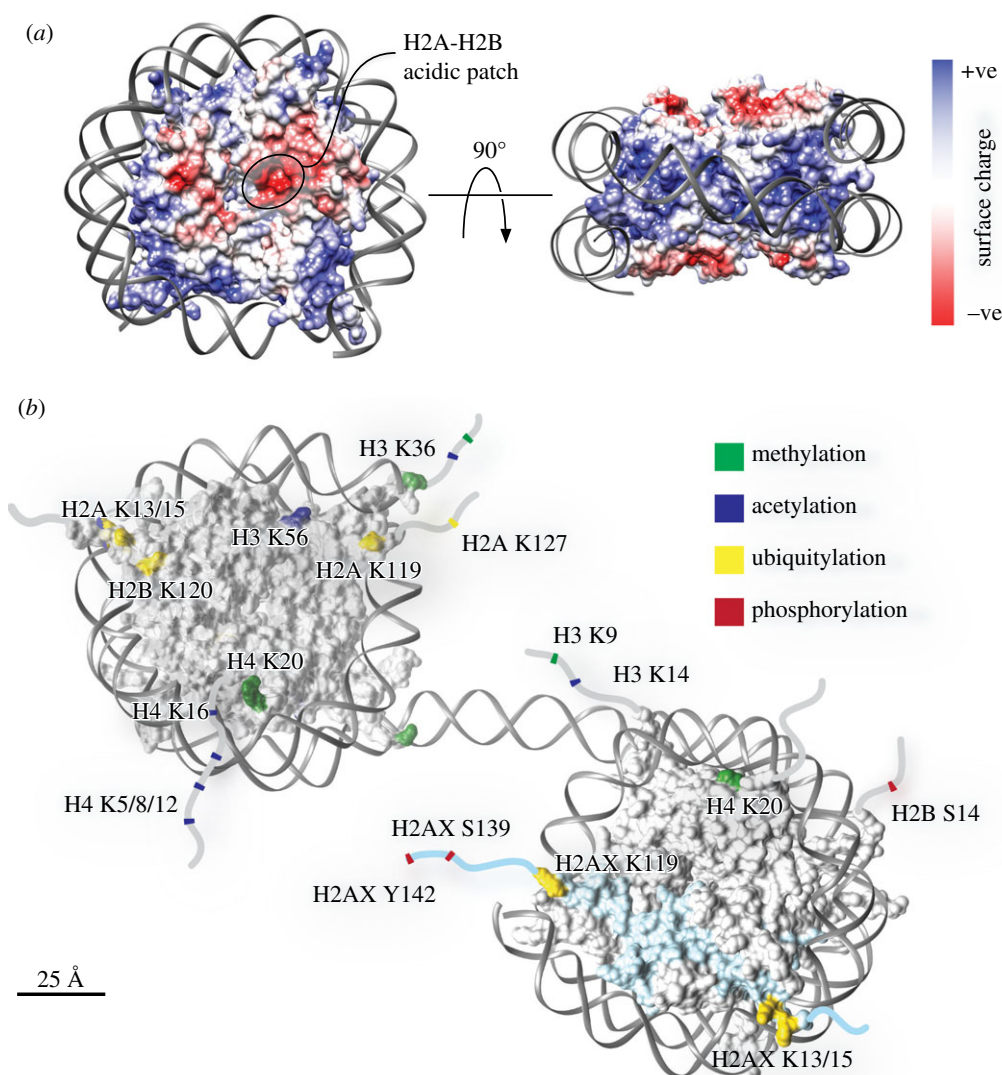 (a)
H2A-H2B
acidic patch
90°
+ve
surface charge
–ve
(b)
H3 K36
methylation
acetylation
ubiquitylation
phosphorylation
H2A K13/15
H3 K56
H2A K127
H2B K120
H2A K119
H3 K9
H4 K20
H3 K14
H4 K16
H4 K5/8/12
H4 K20
H2B S14
H2AX S139
H2AX K119
H2AX Y142
25 Å
H2AX K13/15